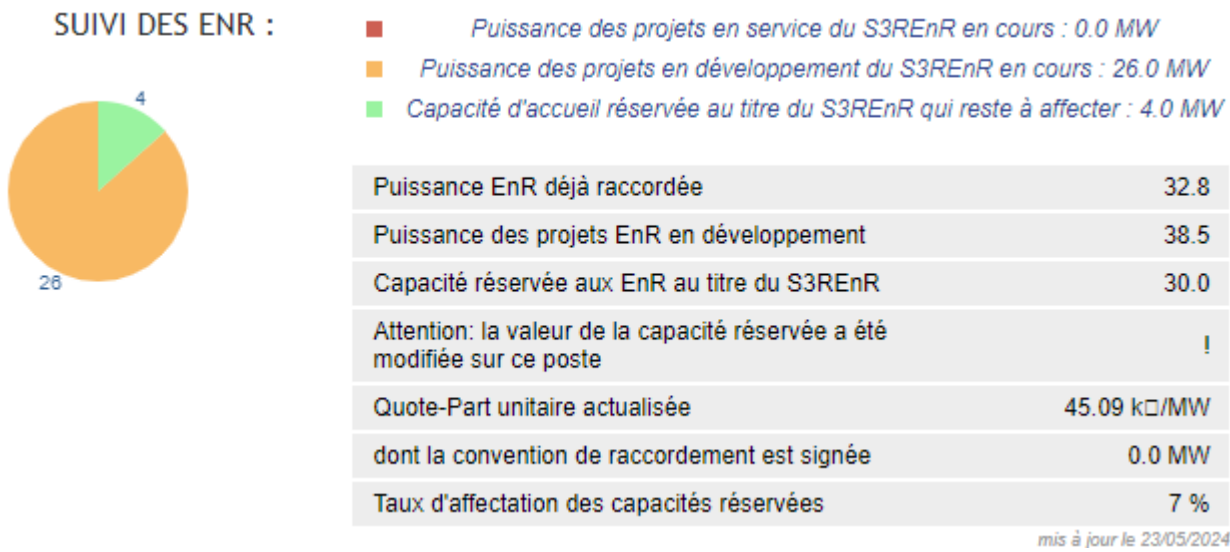 SUIVI DES ENR :
Puissance des projets en service du S3REnR en cours : 0.0 MW
Puissance des projets en développement du S3REnR en cours : 26.0 MW
Capacité d'accueil réservée au titre du S3REnR qui reste à affecter : 4.0 MW
4
26
Puissance EnR déjà raccordée 32.8
Puissance des projets EnR en développement 38.5
Capacité réservée aux EnR au titre du S3REnR 30.0
Attention: la valeur de la capacité réservée a été
modifiée sur ce poste !
Quote-Part unitaire actualisée 45.09 k□/MW
dont la convention de raccordement est signée 0.0 MW
Taux d'affectation des capacités réservées 7 %
mis à jour le 23/05/2024